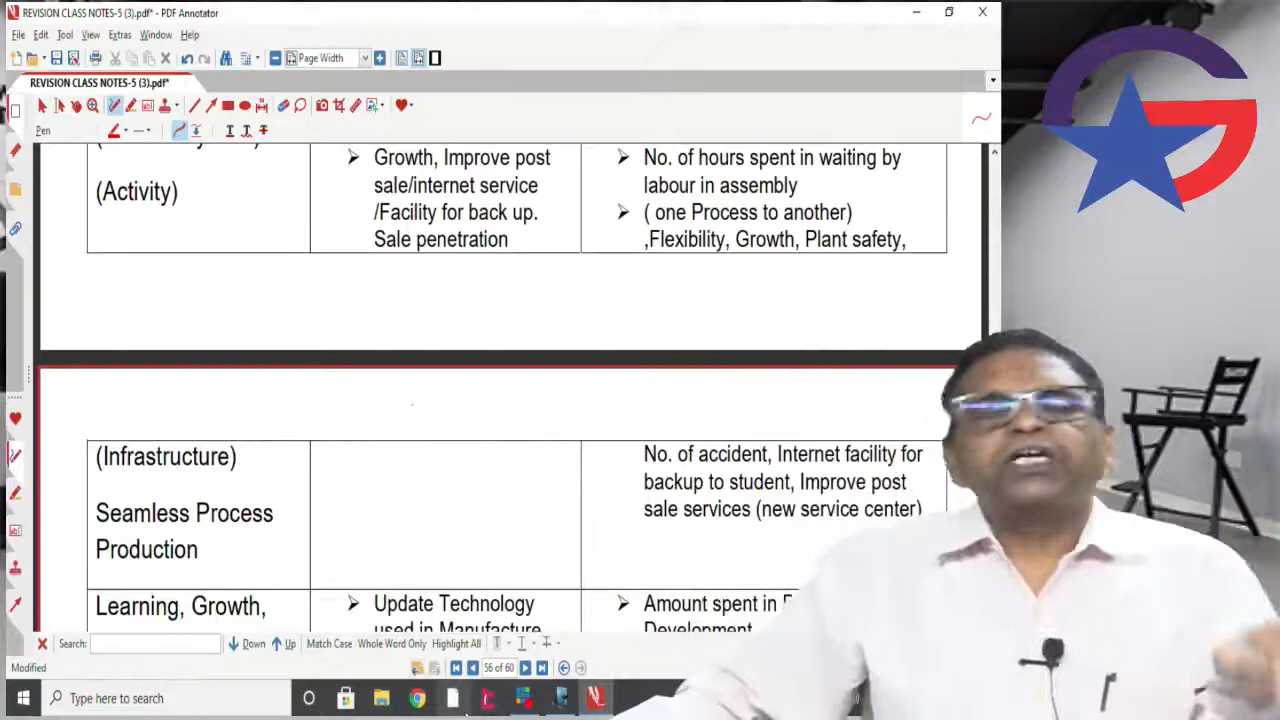 REVISION CLASS NOTES-5 (3).pdf* - PDF Annotator
File Edit Tool View Extras Window Help
Page Width
REVISION CLASS NOTES-5 (3).pdf*
Pen
(Activity)
Growth, Improve post
sale/internet service
/Facility for back up.
Sale penetration
No. of hours spent in waiting by
labour in assembly
( one Process to another)
,Flexibility, Growth, Plant safety,
(Infrastructure)
Seamless Process
Production
No. of accident, Internet facility for
backup to student, Improve post
sale services (new service center)
Learning, Growth,
Update Technology
used in Manufacture
Amount spent in
Development
Search: Down Up Match Case Whole Word Only Highlight All
Modified
56 of 60
Type here to search